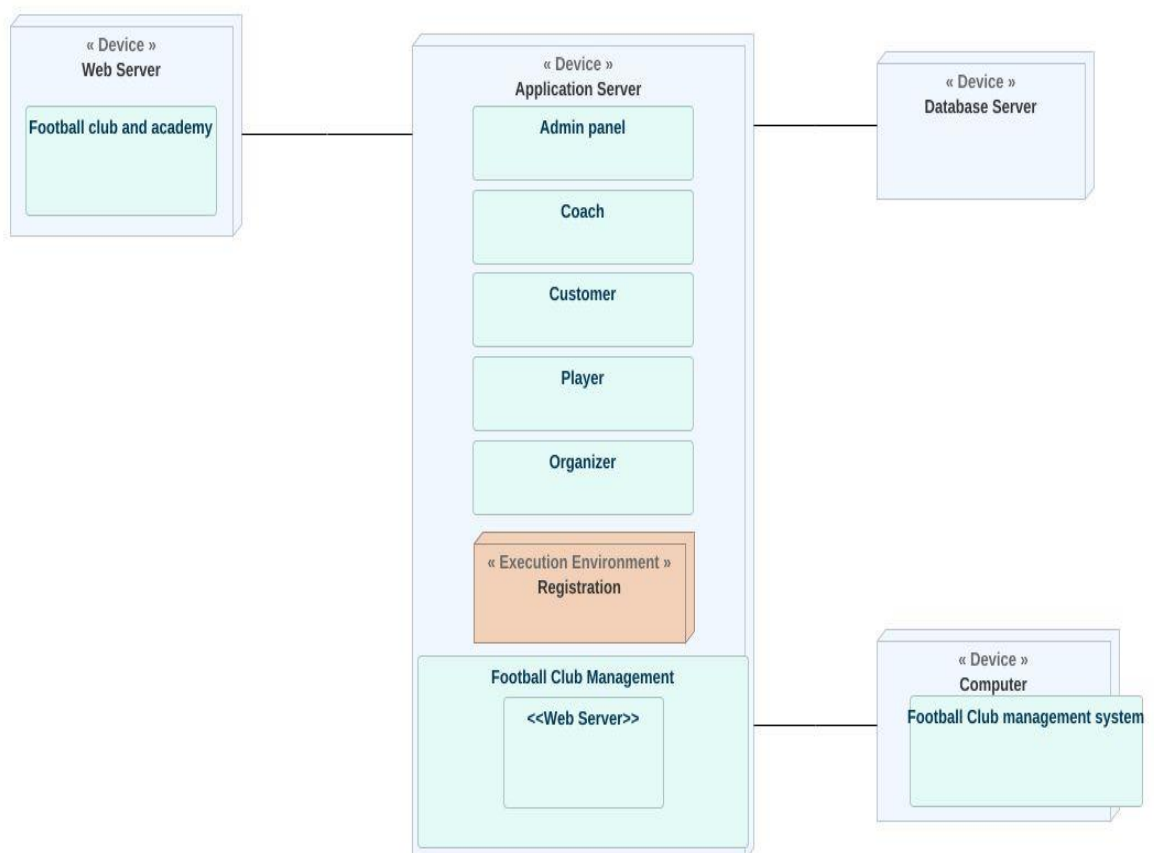 « Device »
Web Server
Football club and academy
« Device »
Application Server
Admin panel
Coach
Customer
Player
Organizer
« Execution Environment »
Registration
Football Club Management
<<Web Server>>
« Device »
Database Server
« Device »
Computer
Football Club management system